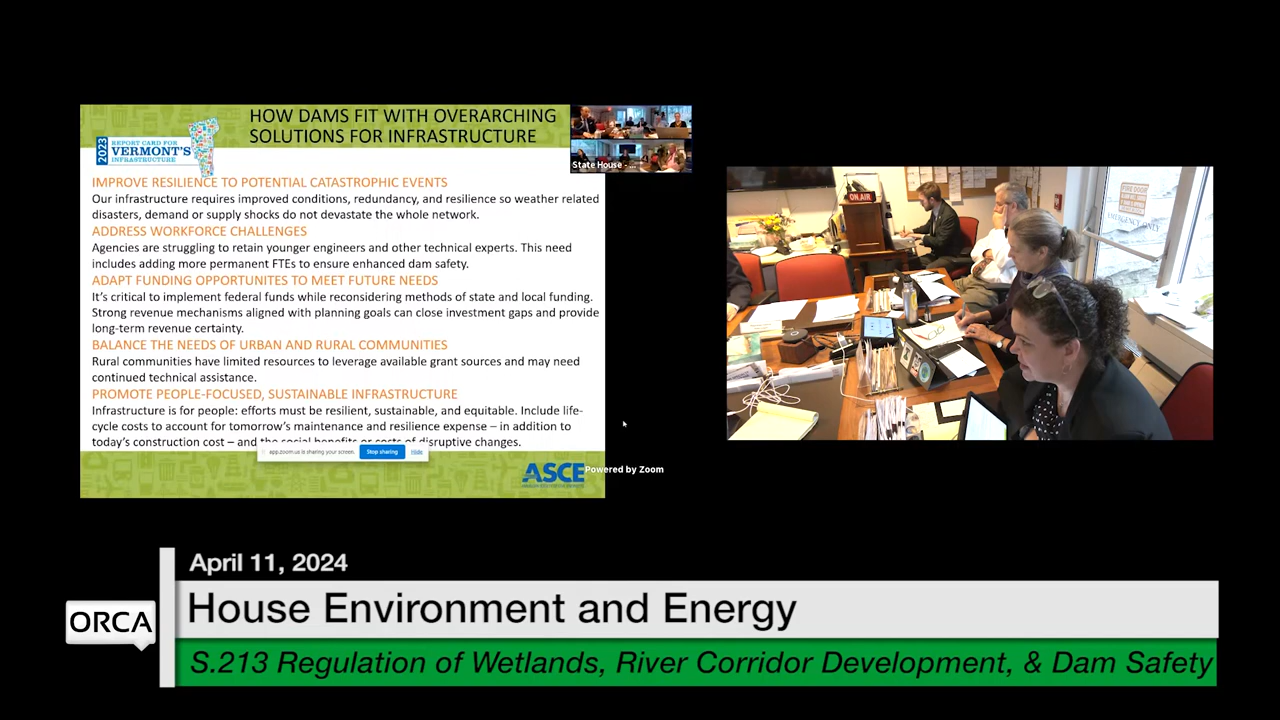 HOW DAMS FIT WITH OVERARCHING
SOLUTIONS FOR INFRASTRUCTURE
2023
REPORT CARD FOR
VERMONT'S
INFRASTRUCTURE
State House - ...
IMPROVE RESILIENCE TO POTENTIAL CATASTROPHIC EVENTS
Our infrastructure requires improved conditions, redundancy, and resilience so weather related
disasters, demand or supply shocks do not devastate the whole network.
ADDRESS WORKFORCE CHALLENGES
Agencies are struggling to retain younger engineers and other technical experts. This need
includes adding more permanent FTEs to ensure enhanced dam safety.
ADAPT FUNDING OPPORTUNITES TO MEET FUTURE NEEDS
It's critical to implement federal funds while reconsidering methods of state and local funding.
Strong revenue mechanisms aligned with planning goals can close investment gaps and provide
long-term revenue certainty.
BALANCE THE NEEDS OF URBAN AND RURAL COMMUNITIES
Rural communities have limited resources to leverage available grant sources and may need
continued technical assistance.
PROMOTE PEOPLE-FOCUSED, SUSTAINABLE INFRASTRUCTURE
Infrastructure is for people: efforts must be resilient, sustainable, and equitable. Include life-
cycle costs to account for tomorrow's maintenance and resilience expense – in addition to
today's construction cost – and the social benefits or costs of disruptive changes.
app.zoom.us is sharing your screen.
Stop sharing
Hide
ASCE
Powered by Zoom
ON AIR
FIRE DOOR
EMERGENCY ONLY
April 11, 2024
ORCA
House Environment and Energy
S.213 Regulation of Wetlands, River Corridor Development, & Dam Safety